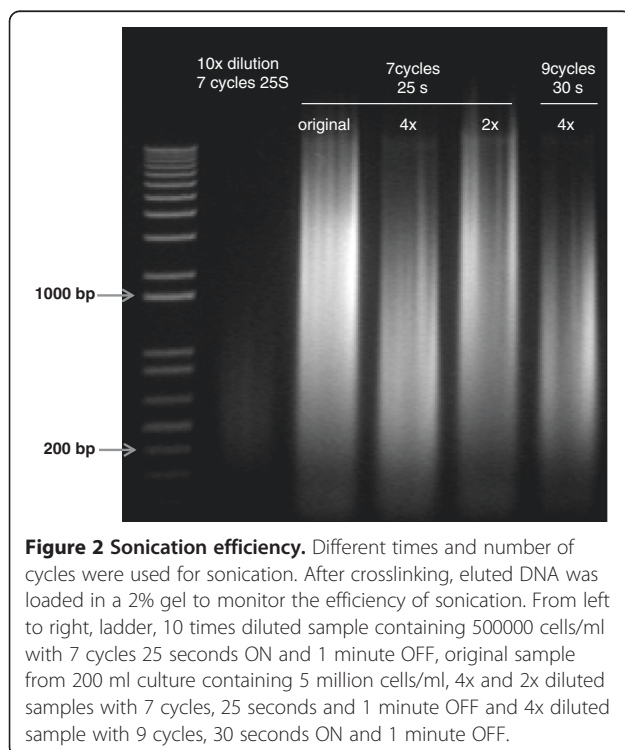 10x dilution
7 cycles 25S
7cycles
25 s
9cycles
30 s
original
4x
2x
4x
1000 bp
200 bp
Figure 2 Sonication efficiency. Different times and number of
cycles were used for sonication. After crosslinking, eluted DNA was
loaded in a 2% gel to monitor the efficiency of sonication. From left
to right, ladder, 10 times diluted sample containing 500000 cells/ml
with 7 cycles 25 seconds ON and 1 minute OFF, original sample
from 200 ml culture containing 5 million cells/ml, 4x and 2x diluted
samples with 7 cycles, 25 seconds and 1 minute OFF and 4x diluted
sample with 9 cycles, 30 seconds ON and 1 minute OFF.